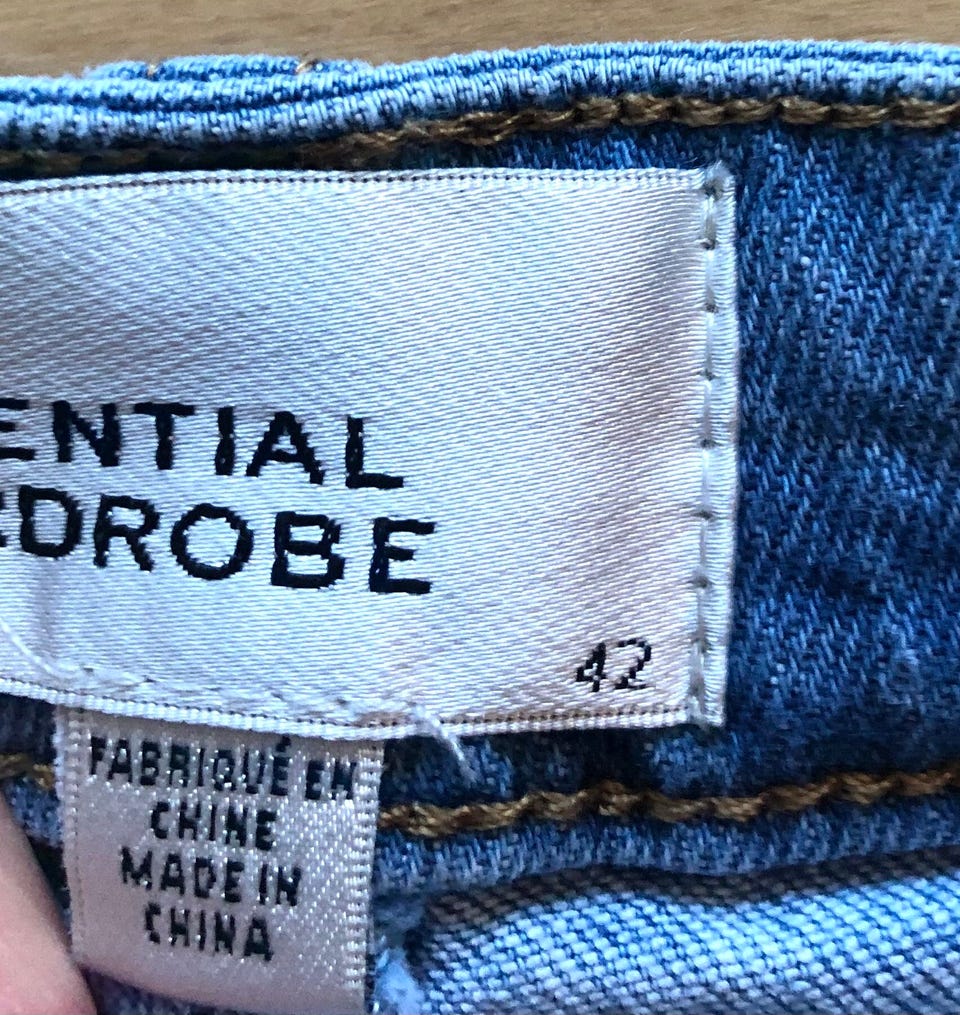 ENTIAL
RDROBE
42
FABRIQUÉ EN
CHINE
MADE IN
CHINA